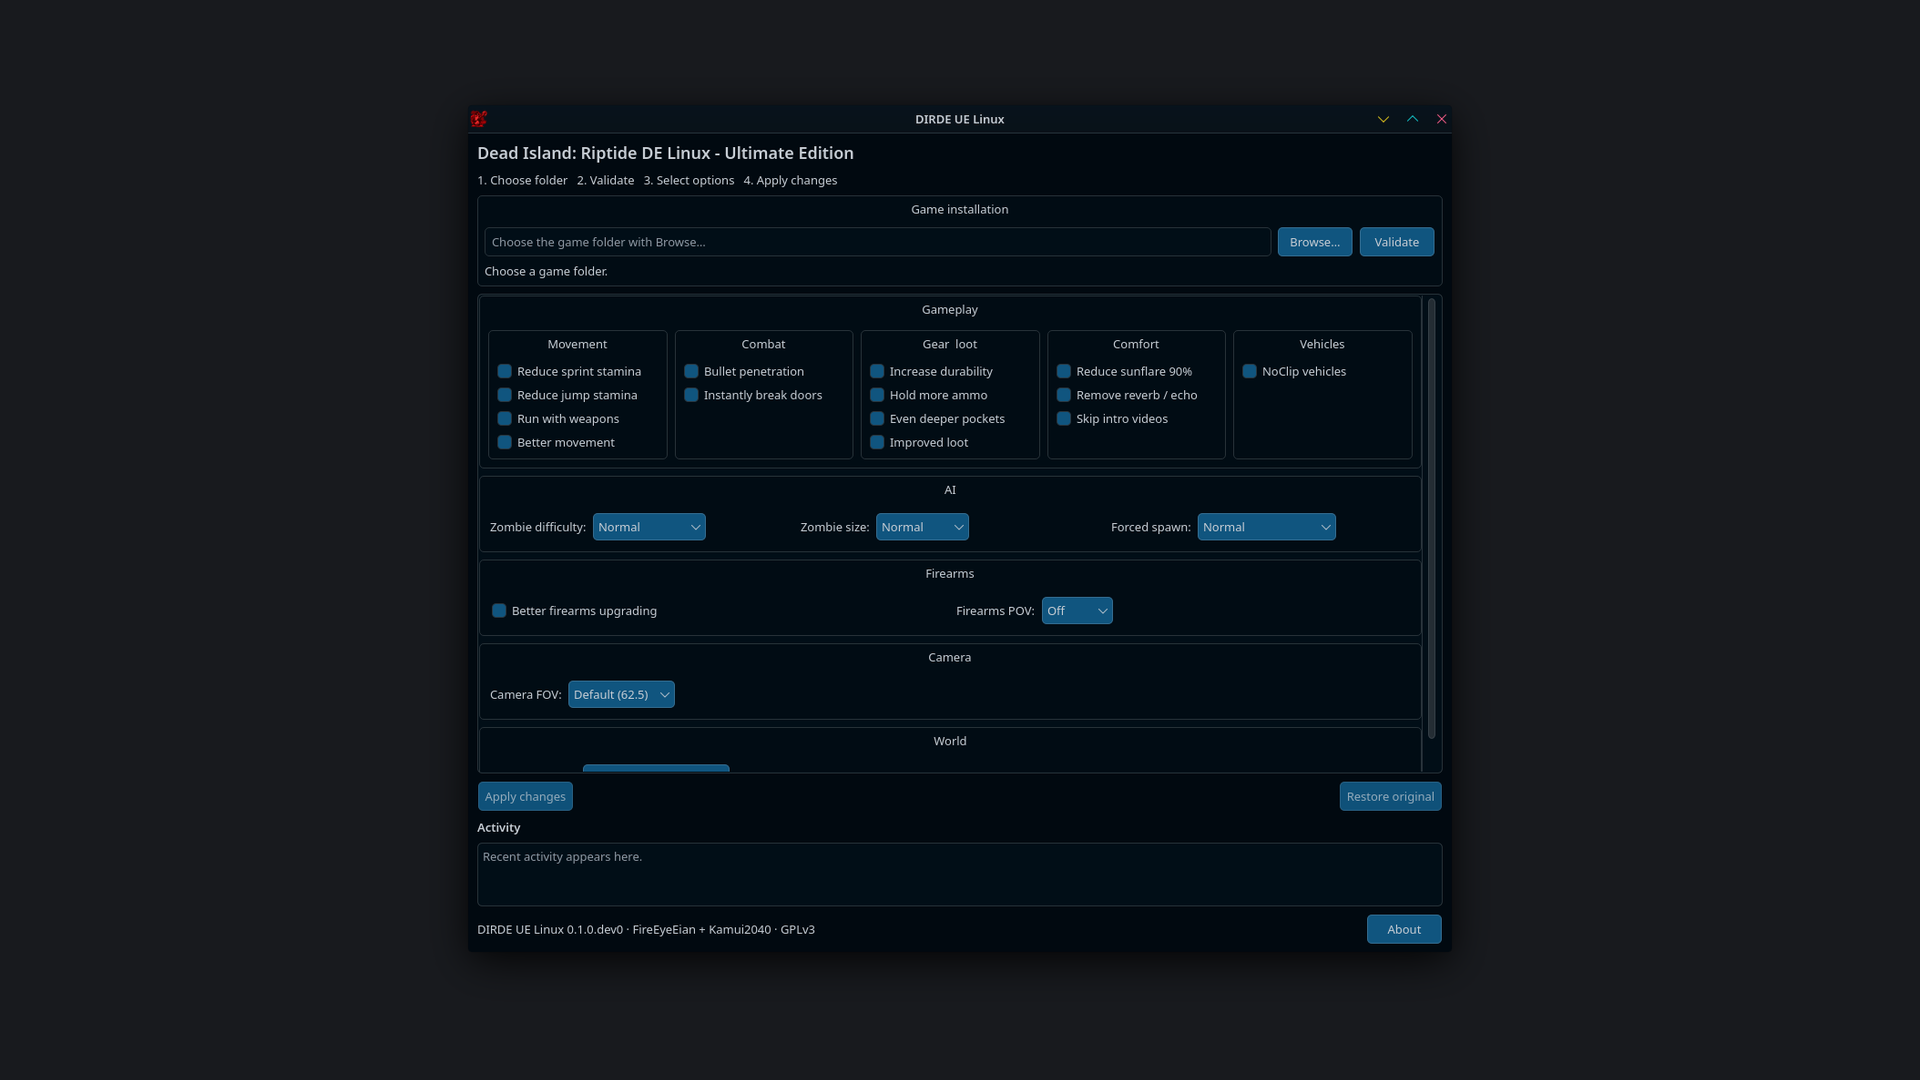 DIRDE UE Linux
Dead Island: Riptide DE Linux - Ultimate Edition
1. Choose folder 2. Validate 3. Select options 4. Apply changes
Game installation
Choose the game folder with Browse... Browse... Validate
Choose a game folder.
Gameplay
Movement Combat Gear loot Comfort Vehicles
Reduce sprint stamina Bullet penetration Increase durability Reduce sunflare 90% NoClip vehicles
Reduce jump stamina Instantly break doors Hold more ammo Remove reverb / echo
Run with weapons Even deeper pockets Skip intro videos
Better movement Improved loot
AI
Zombie difficulty: Normal Zombie size: Normal Forced spawn: Normal
Firearms
Better firearms upgrading Firearms POV: Off
Camera
Camera FOV: Default (62.5)
World
Apply changes Restore original
Activity
Recent activity appears here.
DIRDE UE Linux 0.1.0.dev0 · FireEyeEian + Kamui2040 · GPLv3 About